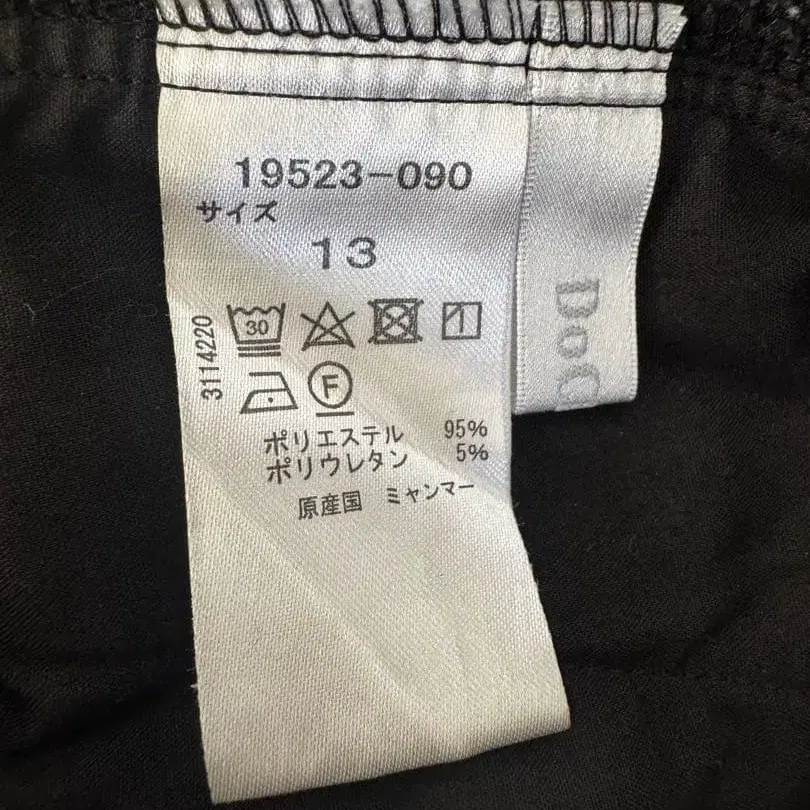 19523-090
サイズ
13
3114220
30
F
ポリエステル 95%
ポリウレタン 5%
原産国 ミャンマー